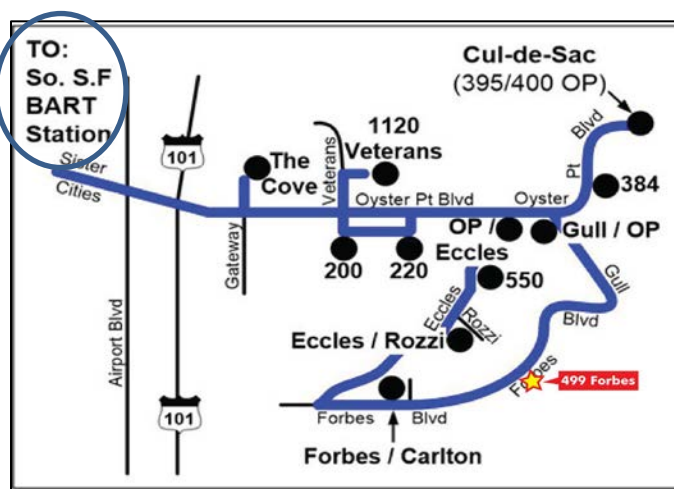 TO:
So. S.F
BART
Station
Sister
Cities
101
The
Cove
Veterans
1120
Veterans
Cul-de-Sac
(395/400 OP)
Blvd
Pt
384
Oyster Pt Blvd
Oyster
OP /
Eccles
Gull / OP
Gateway
200
220
550
Gull
Eccles
Rozzi
Airport Blvd
Eccles / Rozzi
Blvd
Forbes
499 Forbes
101
Forbes
Blvd
Forbes / Carlton